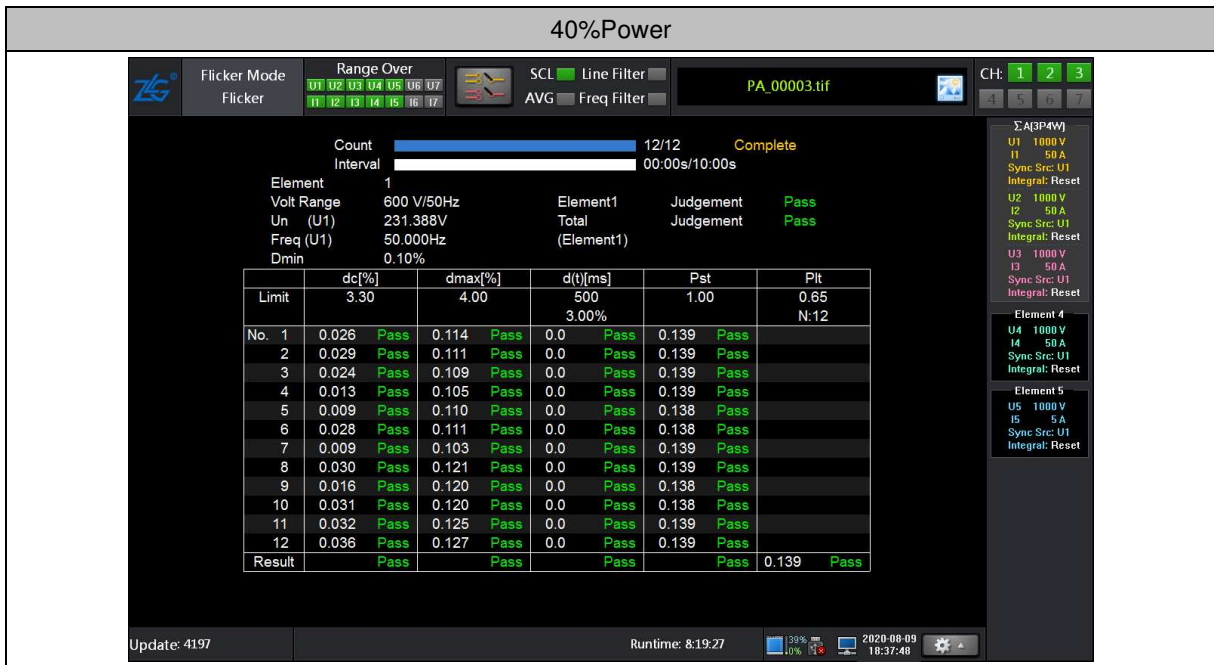 40%Power
ZLG®
Flicker Mode
Flicker
Range Over
U1 U2 U3 U4 U5 U6 U7
I1 I2 I3 I4 I5 I6 I7
SCL Line Filter
AVG Freq Filter
PA_00003.tif
CH: 1 2 3
4 5 6 7
Count 12/12 Complete
Interval 00:00s/10:00s
Element 1
Volt Range 600 V/50Hz Element1 Judgement Pass
Un (U1) 231.388V Total Judgement Pass
Freq (U1) 50.000Hz (Element1)
Dmin 0.10%
dc[%] dmax[%] d(t)[ms] Pst Plt
Limit 3.30 4.00 500 1.00 0.65
3.00% N:12
No. 1 0.026 Pass 0.114 Pass 0.0 Pass 0.139 Pass
2 0.029 Pass 0.111 Pass 0.0 Pass 0.139 Pass
3 0.024 Pass 0.109 Pass 0.0 Pass 0.139 Pass
4 0.013 Pass 0.105 Pass 0.0 Pass 0.139 Pass
5 0.009 Pass 0.110 Pass 0.0 Pass 0.138 Pass
6 0.028 Pass 0.111 Pass 0.0 Pass 0.138 Pass
7 0.009 Pass 0.103 Pass 0.0 Pass 0.139 Pass
8 0.030 Pass 0.121 Pass 0.0 Pass 0.139 Pass
9 0.016 Pass 0.120 Pass 0.0 Pass 0.138 Pass
10 0.031 Pass 0.120 Pass 0.0 Pass 0.138 Pass
11 0.032 Pass 0.125 Pass 0.0 Pass 0.139 Pass
12 0.036 Pass 0.127 Pass 0.0 Pass 0.139 Pass
Result Pass Pass Pass Pass 0.139 Pass
ΣA(3P4W)
U1 1000 V
I1 50 A
Sync Src: U1
Integral: Reset
U2 1000 V
I2 50 A
Sync Src: U1
Integral: Reset
U3 1000 V
I3 50 A
Sync Src: U1
Integral: Reset
Element 4
U4 1000 V
I4 50 A
Sync Src: U1
Integral: Reset
Element 5
U5 1000 V
I5 5 A
Sync Src: U1
Integral: Reset
Update: 4197
Runtime: 8:19:27
39%
0%
2020-08-09
18:37:48